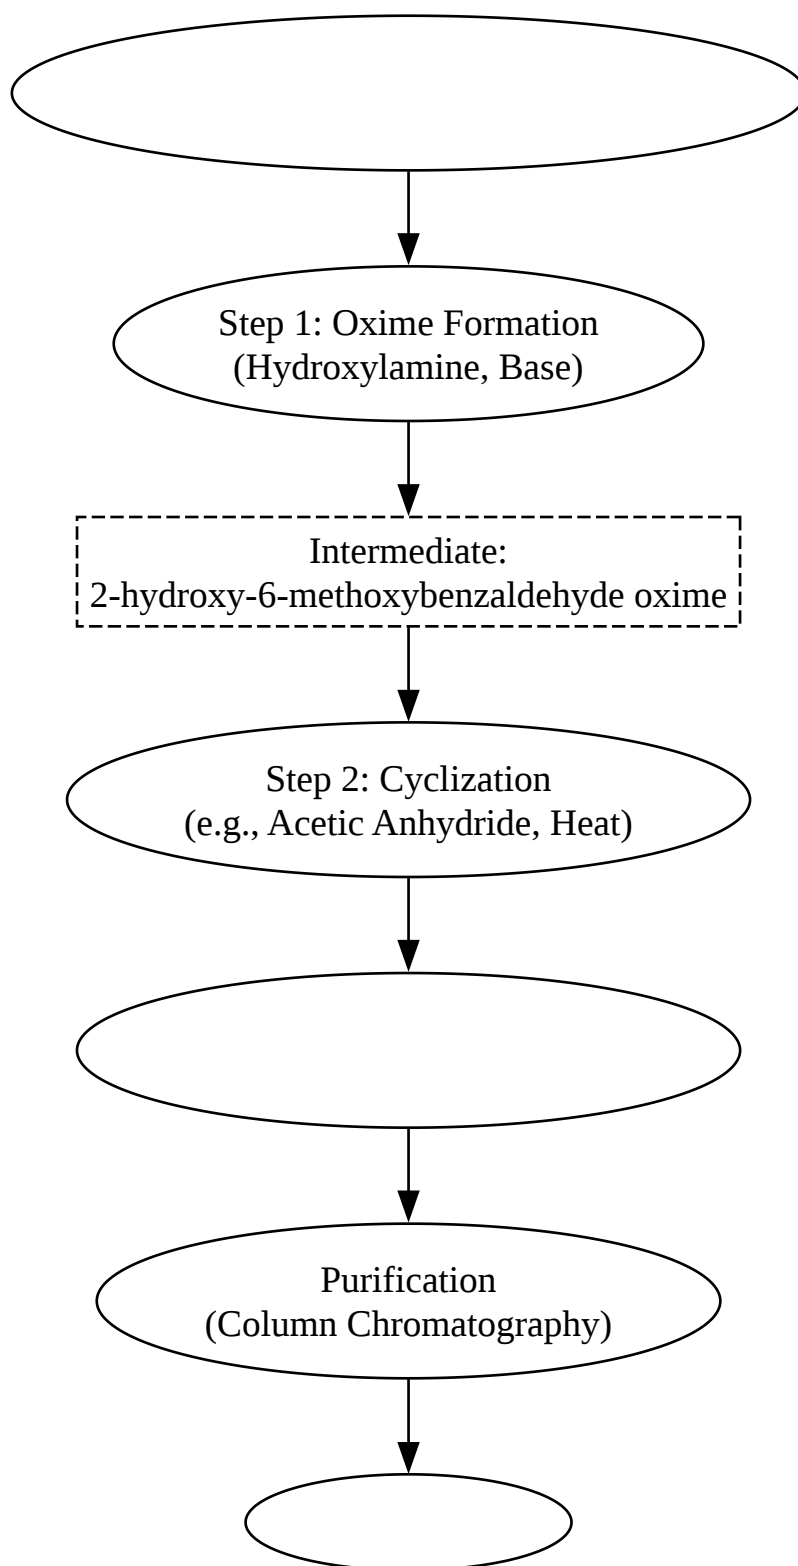 Step 1: Oxime Formation
(Hydroxylamine, Base)
Intermediate:
2-hydroxy-6-methoxybenzaldehyde oxime
Step 2: Cyclization
(e.g., Acetic Anhydride, Heat)
Purification
(Column Chromatography)